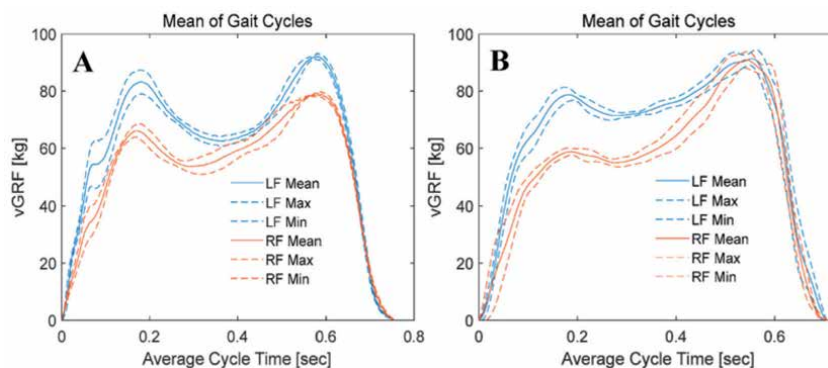 Mean of Gait Cycles
A
100
80
60
40
20
0
vGRF [kg]
LF Mean
LF Max
LF Min
RF Mean
RF Max
RF Min
0
0.2
0.4
0.6
0.8
Average Cycle Time [sec]
Mean of Gait Cycles
B
100
80
60
40
20
0
vGRF [kg]
LF Mean
LF Max
LF Min
RF Mean
RF Max
RF Min
0
0.2
0.4
0.6
Average Cycle Time [sec]